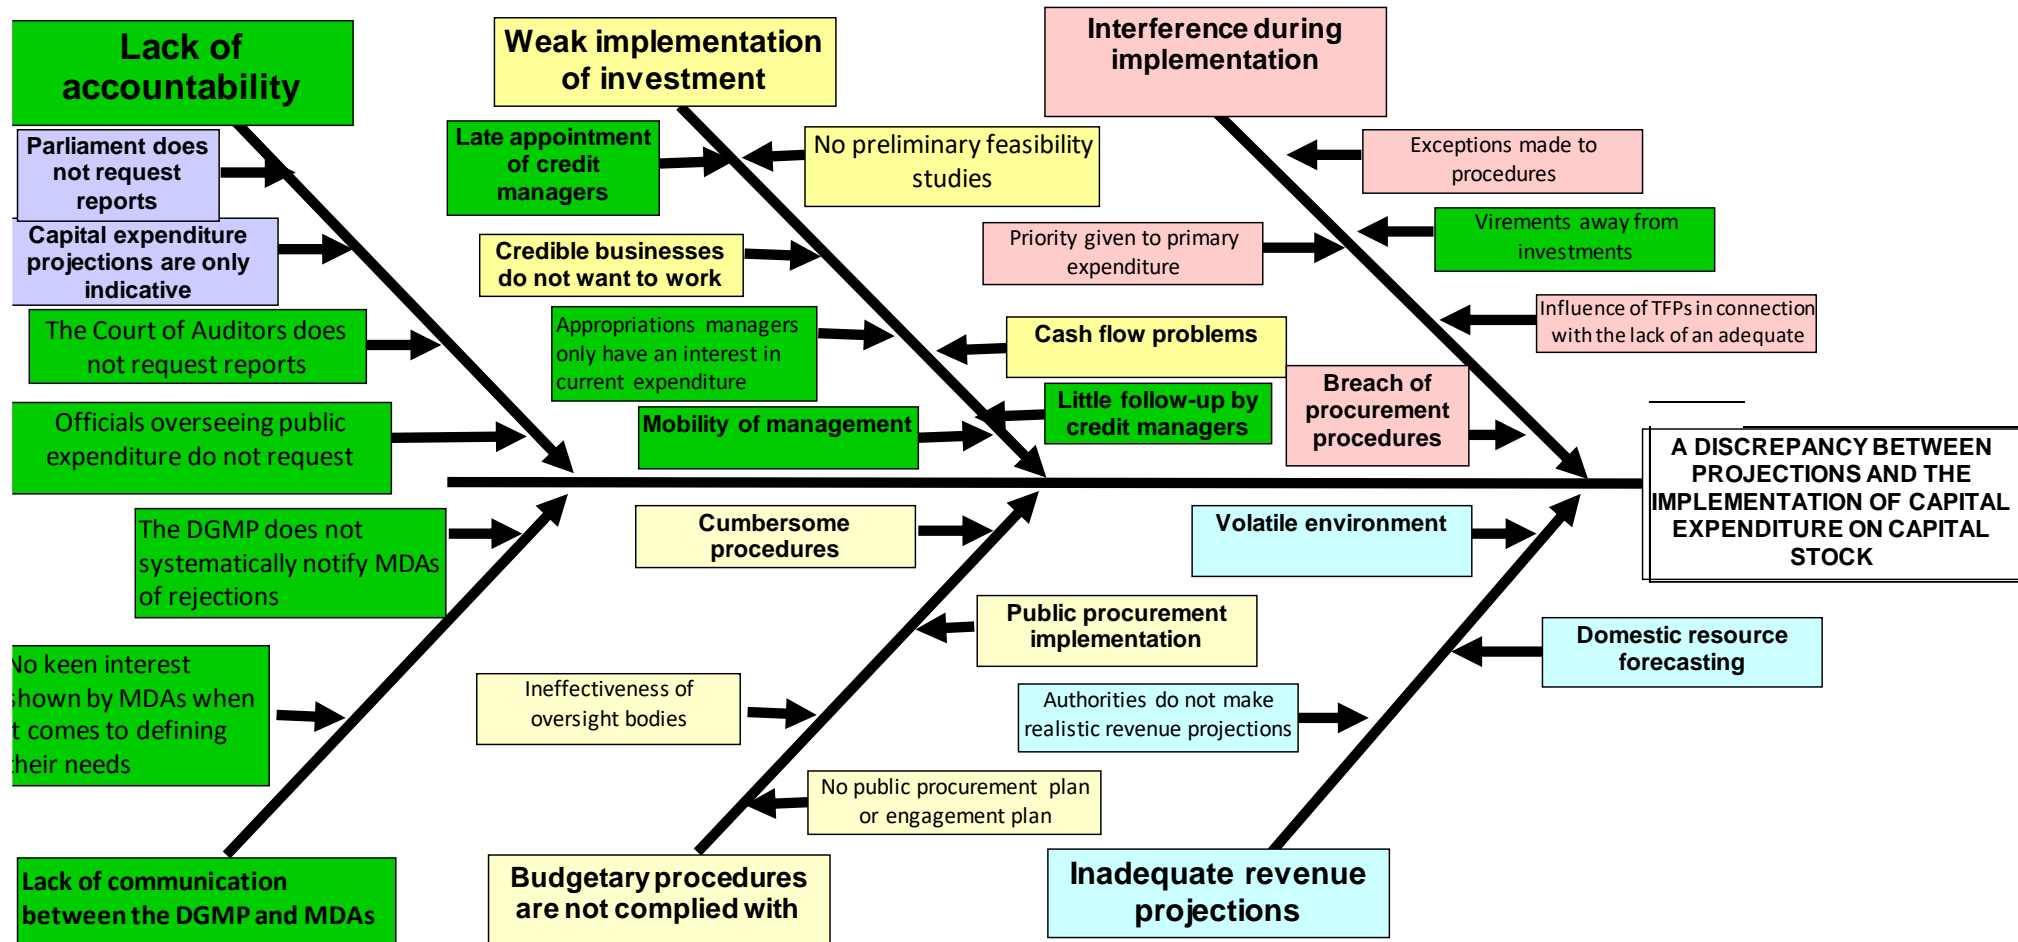 Lack of
accountability
Weak implementation
of investment
Interference during
implementation
Parliament does
not request
reports
Late appointment
of credit
managers
No preliminary feasibility
studies
Exceptions made to
procedures
Capital expenditure
projections are only
indicative
Credible businesses
do not want to work
Priority given to primary
expenditure
Virements away from
investments
The Court of Auditors does
not request reports
Appropriations managers
only have an interest in
current expenditure
Cash flow problems
Influence of TFPs in connection
with the lack of an adequate
Officials overseeing public
expenditure do not request
Mobility of management
Little follow-up by
credit managers
Breach of
procurement
procedures
A DISCREPANCY BETWEEN
PROJECTIONS AND THE
IMPLEMENTATION OF CAPITAL
EXPENDITURE ON CAPITAL
STOCK
The DGMP does not
systematically notify MDAs
of rejections
Cumbersome
procedures
Volatile environment
Public procurement
implementation
Domestic resource
forecasting
No keen interest
shown by MDAs when
t comes to defining
their needs
Ineffectiveness of
oversight bodies
Authorities do not make
realistic revenue projections
No public procurement plan
or engagement plan
Lack of communication
between the DGMP and MDAs
Budgetary procedures
are not complied with
Inadequate revenue
projections